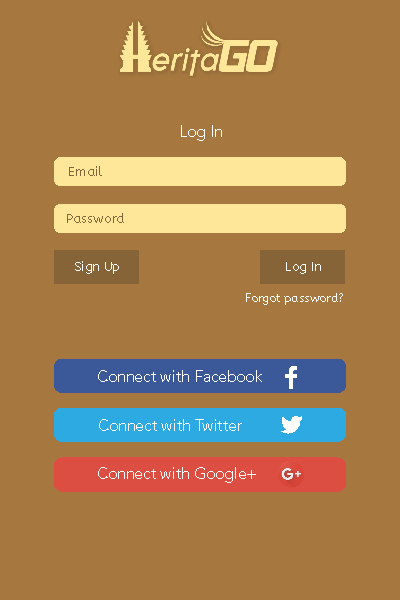 HeritaGO
Log In
Email
Password
Sign Up
Log In
Forgot password?
Connect with Facebook
Connect with Twitter
Connect with Google+
G+